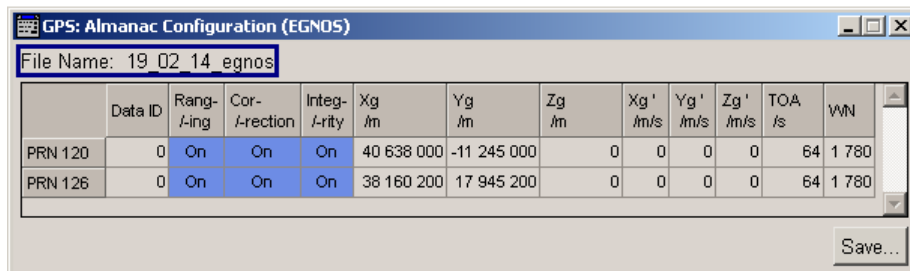 GPS: Almanac Configuration (EGNOS)
File Name: 19_02_14_egnos
Data ID Rang- /-ing Cor- /-rection Integ- /-rity Xg /m Yg /m Zg /m Xg ' /m/s Yg ' /m/s Zg ' /m/s TOA /s WN
PRN 120 0 On On On 40 638 000 -11 245 000 0 0 0 0 64 1 780
PRN 126 0 On On On 38 160 200 17 945 200 0 0 0 0 64 1 780
Save...